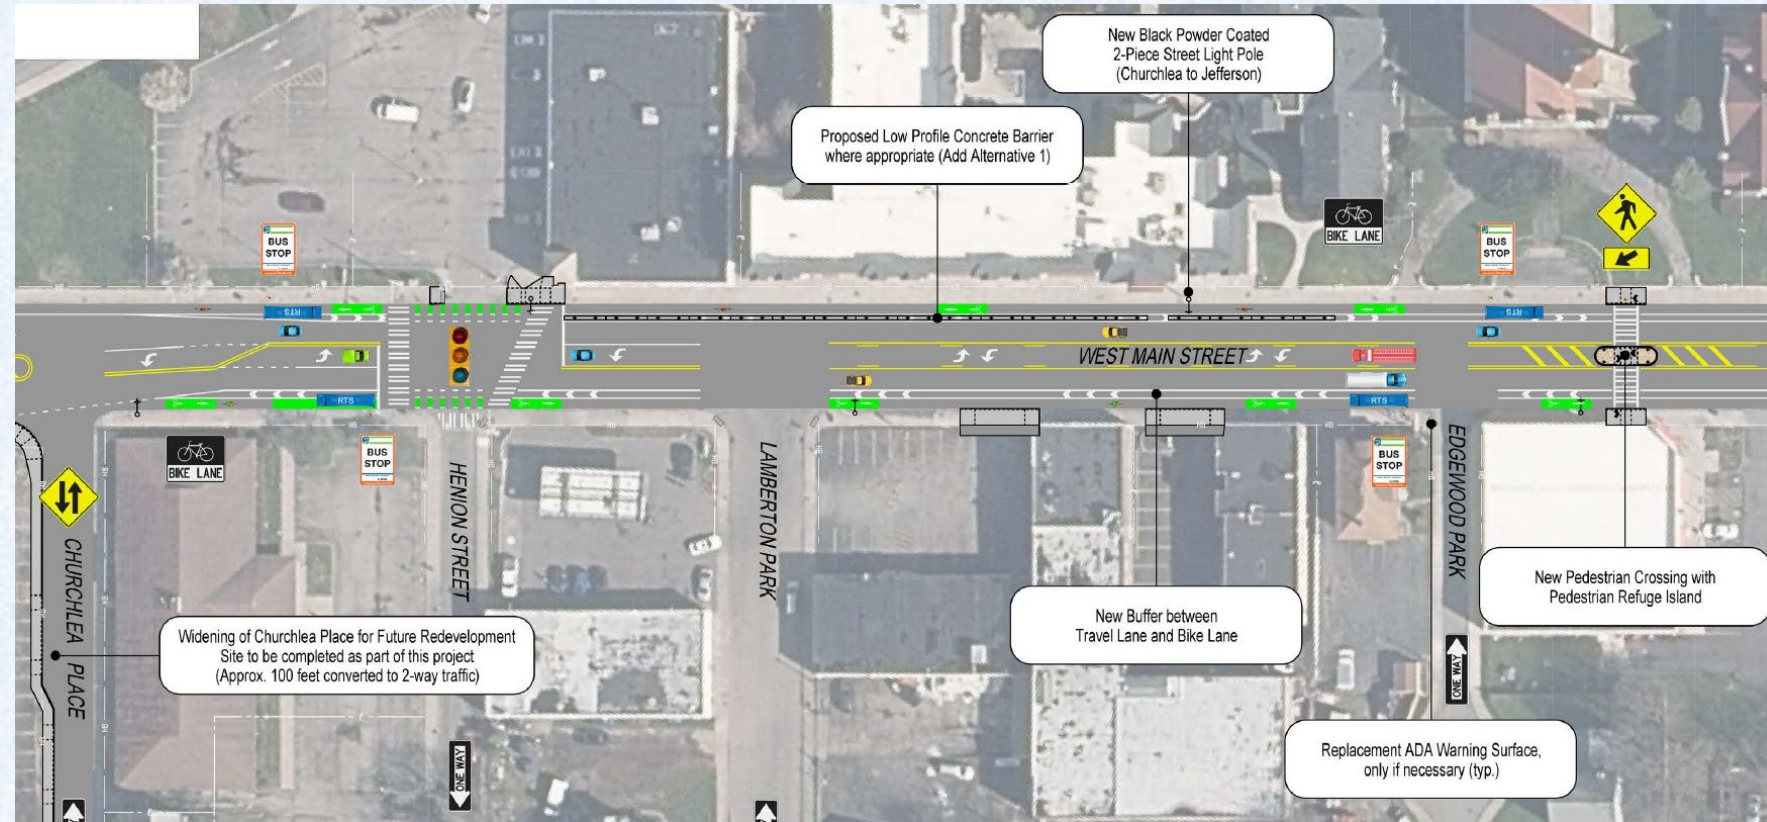 New Black Powder Coated
2-Piece Street Light Pole
(Churchlea to Jefferson)
Proposed Low Profile Concrete Barrier
where appropriate (Add Alternative 1)
BUS
STOP
BIKE LANE
BUS
STOP
RTS
RTS
WEST MAIN STREET
RTS
RTS
BIKE LANE
BUS
STOP
BUS
STOP
CHURCHLEA PLACE
HENION STREET
LAMBERTON PARK
EDGEWOOD PARK
New Pedestrian Crossing with
Pedestrian Refuge Island
New Buffer between
Travel Lane and Bike Lane
Widening of Churchlea Place for Future Redevelopment
Site to be completed as part of this project
(Approx. 100 feet converted to 2-way traffic)
ONE WAY
ONE WAY
Replacement ADA Warning Surface,
only if necessary (typ.)